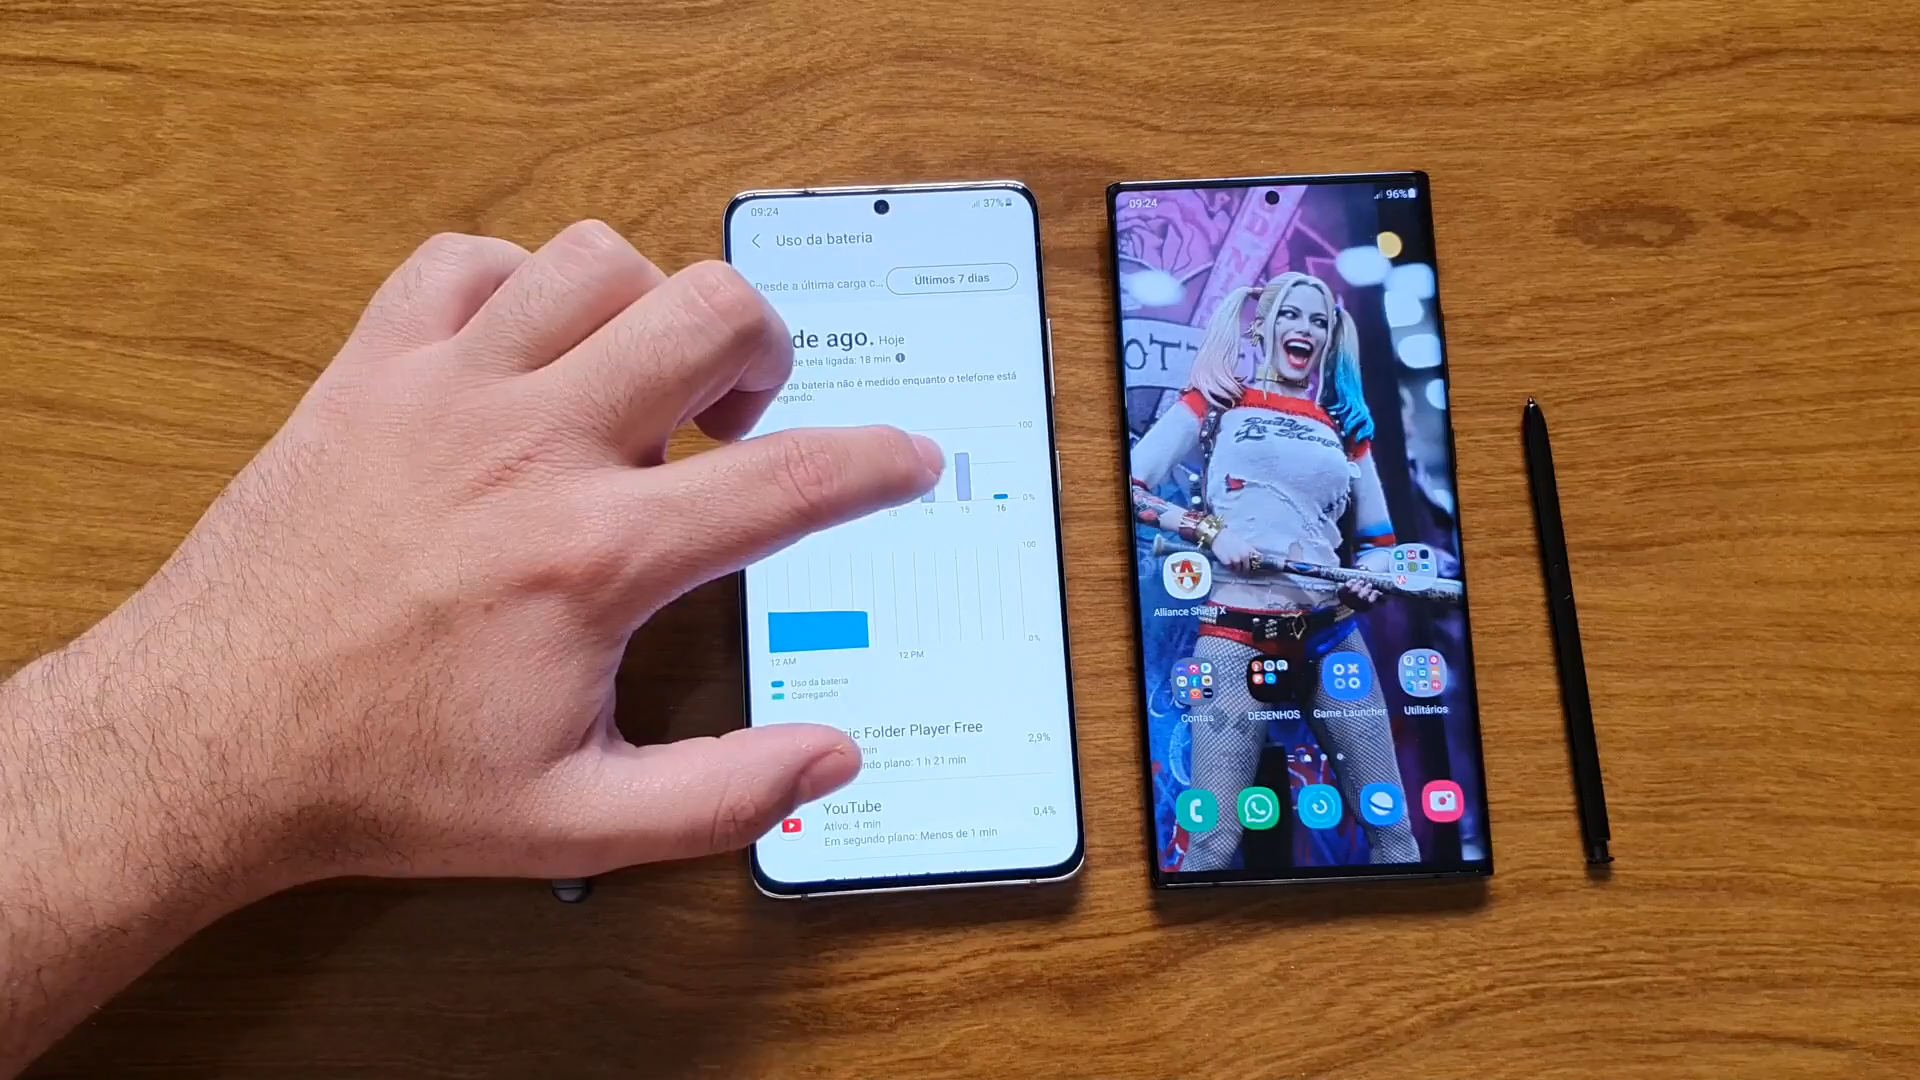 09:24
37%
Uso da bateria
Desde a última carga c...
Últimos 7 dias
de ago. Hoje
de tela ligada: 18 min
da bateria não é medido enquanto o telefone está
regando.
100
0%
13
14
15
16
100
0%
12 AM
12 PM
Uso da bateria
Carregando
sic Folder Player Free
min
2,9%
ndo plano: 1 h 21 min
YouTube
Ativo: 4 min
0,4%
Em segundo plano: Menos de 1 min
09:24
96%
Daddy's
Alliance Shield X
Contas
DESENHOS
Game Launcher
Utilitários